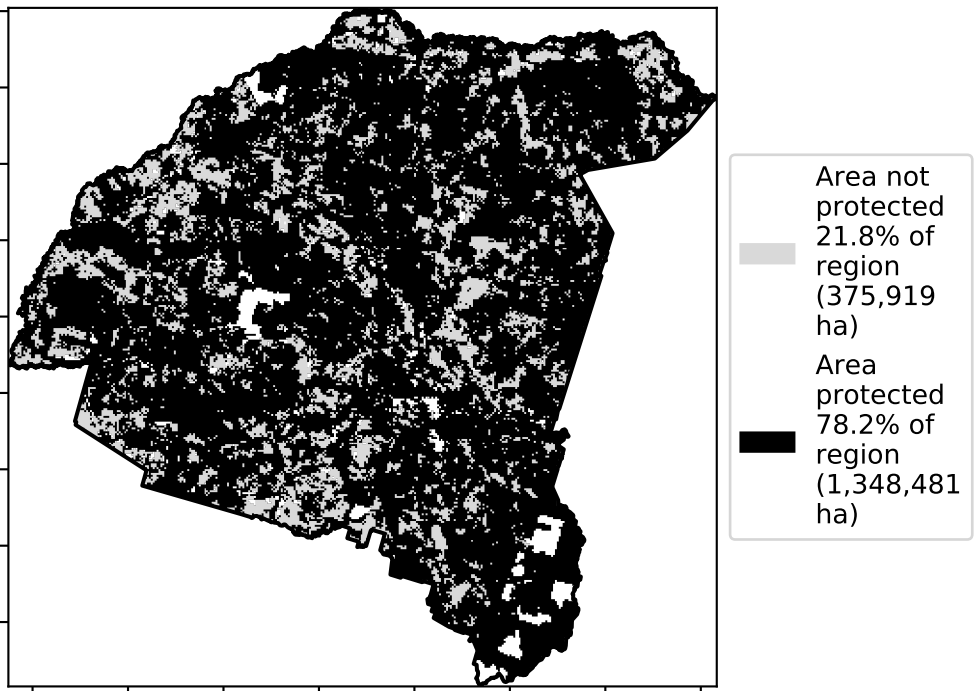 Area not
protected
21.8% of
region
(375,919
ha)
Area
protected
78.2% of
region
(1,348,481
ha)